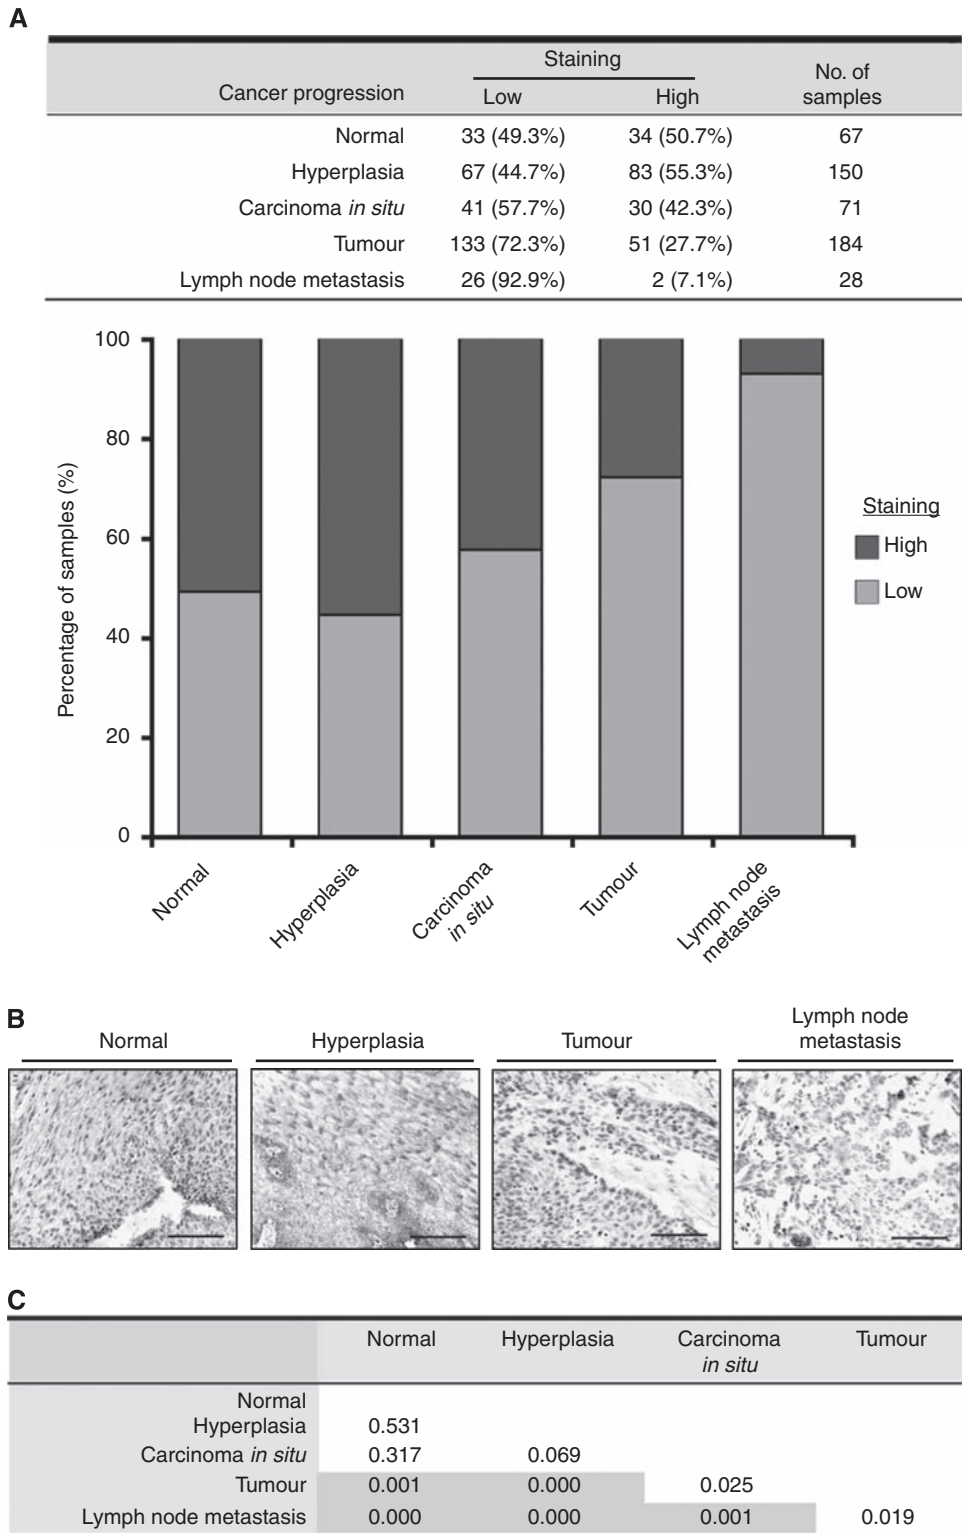 A
Staining
No. of
Cancer progression Low High samples
Normal 33 (49.3%) 34 (50.7%) 67
Hyperplasia 67 (44.7%) 83 (55.3%) 150
Carcinoma in situ 41 (57.7%) 30 (42.3%) 71
Tumour 133 (72.3%) 51 (27.7%) 184
Lymph node metastasis 26 (92.9%) 2 (7.1%) 28
100
80
60
40
20
0
Percentage of samples (%)
Staining
High
Low
Normal
Hyperplasia
Carcinoma
in situ
Tumour
Lymph node
metastasis
B
Normal
Hyperplasia
Tumour
Lymph node
metastasis
C
Normal Hyperplasia Carcinoma Tumour
in situ
Normal
Hyperplasia 0.531
Carcinoma in situ 0.317 0.069
Tumour 0.001 0.000 0.025
Lymph node metastasis 0.000 0.000 0.001 0.019